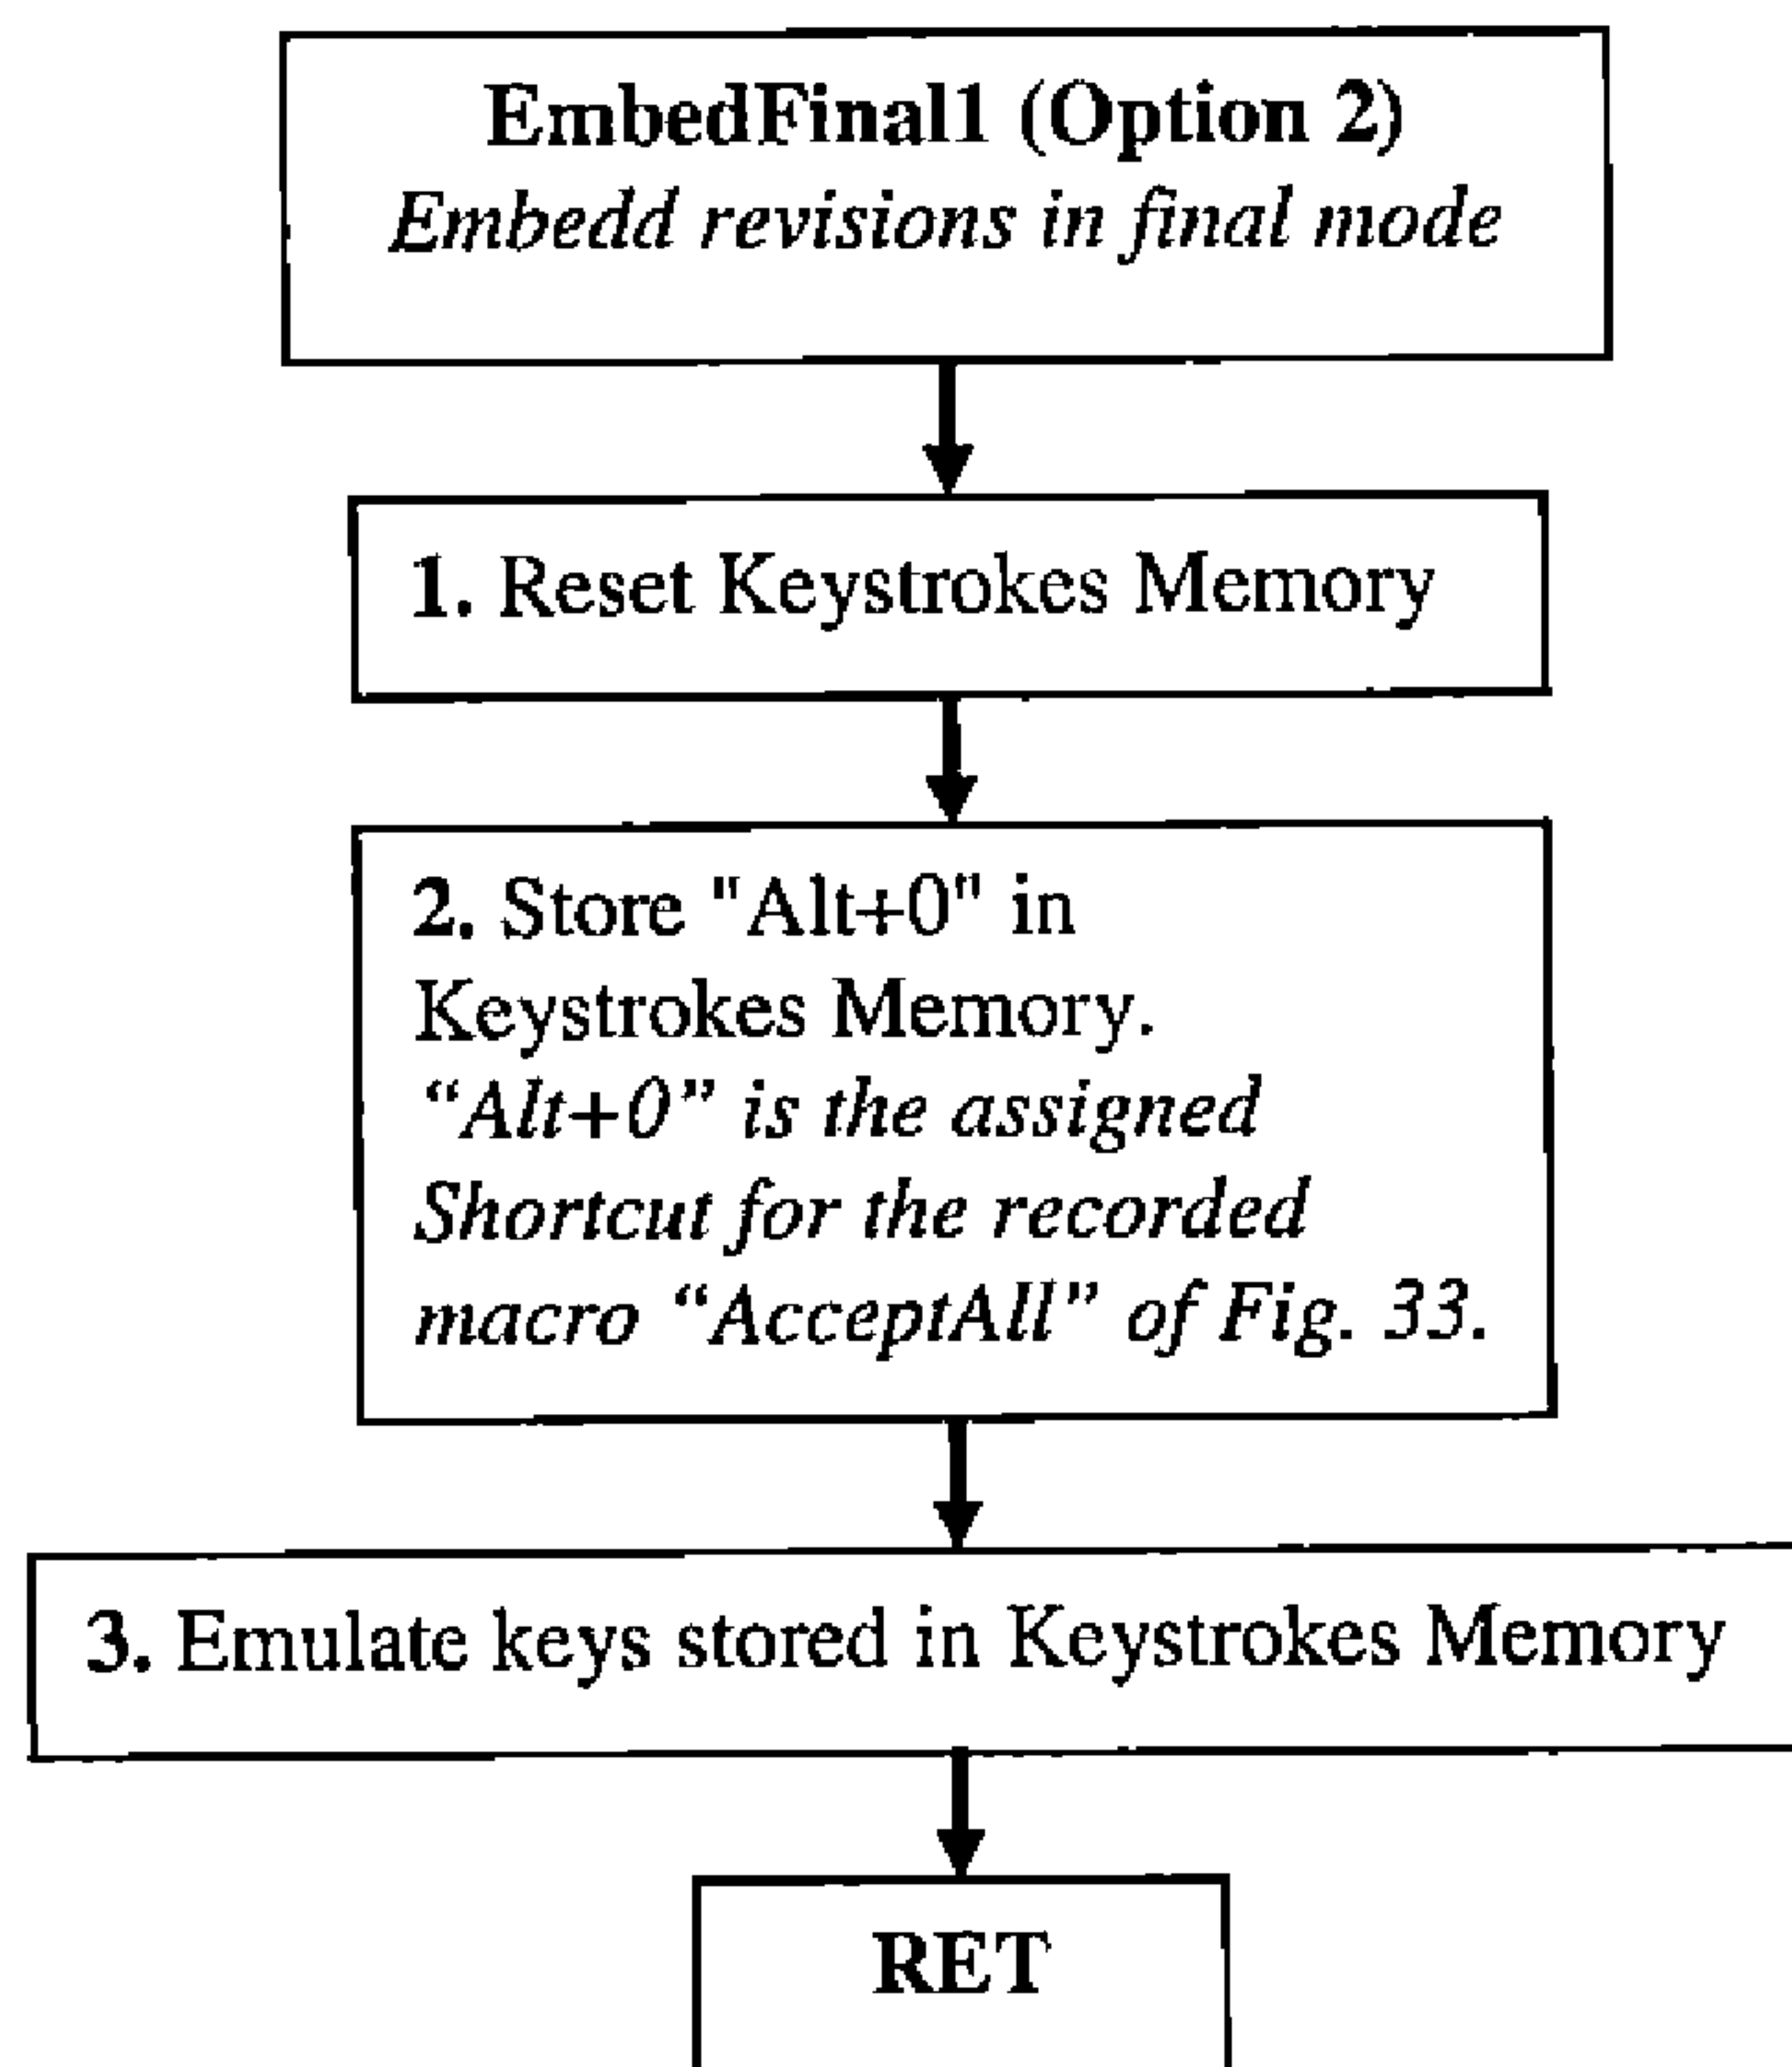 EmbedFinal1 (Option 2)
Embedd revisions in final mode
1. Reset Keystrokes Memory
2. Store "Alt+0" in
Keystrokes Memory.
“Alt+0” is the assigned
Shortcut for the recorded
macro “AcceptAll” of Fig. 33.
3. Emulate keys stored in Keystrokes Memory
RET